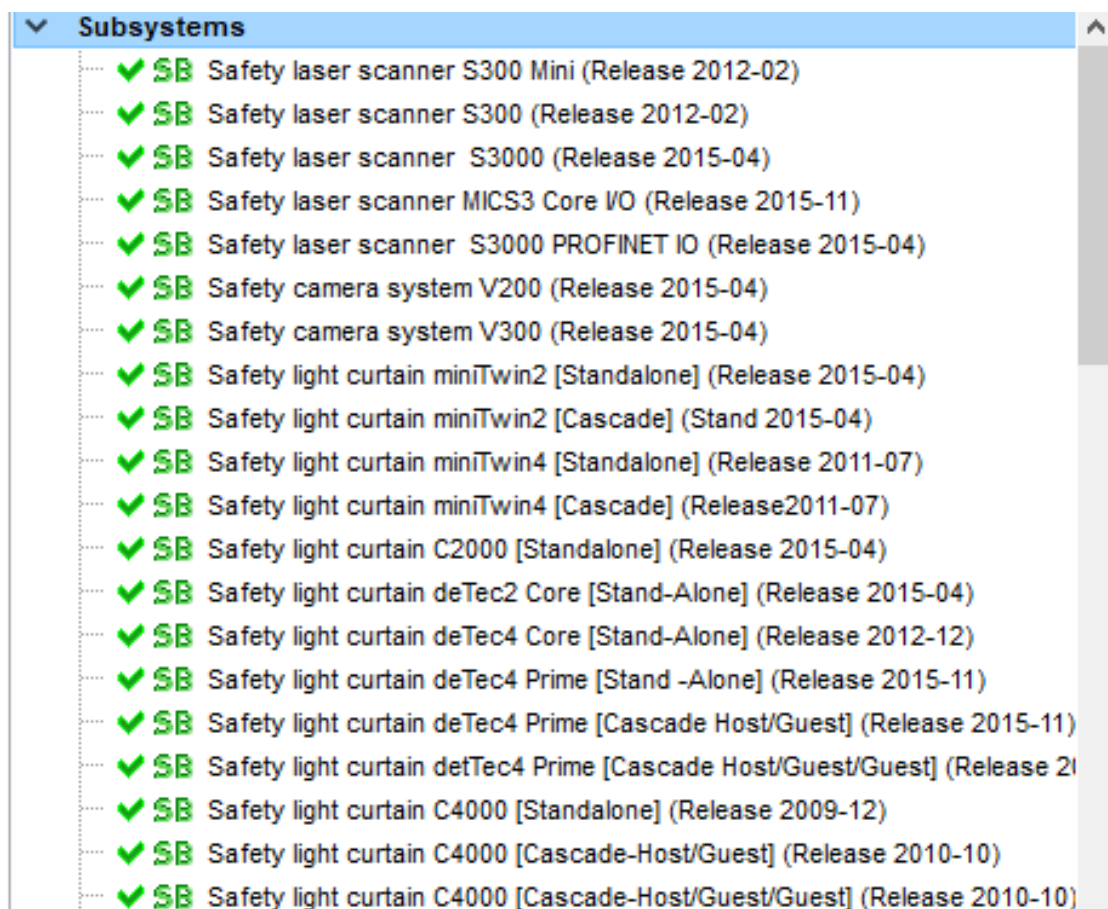 Subsystems
SB Safety laser scanner S300 Mini (Release 2012-02)
SB Safety laser scanner S300 (Release 2012-02)
SB Safety laser scanner S3000 (Release 2015-04)
SB Safety laser scanner MICS3 Core I/O (Release 2015-11)
SB Safety laser scanner S3000 PROFINET IO (Release 2015-04)
SB Safety camera system V200 (Release 2015-04)
SB Safety camera system V300 (Release 2015-04)
SB Safety light curtain miniTwin2 [Standalone] (Release 2015-04)
SB Safety light curtain miniTwin2 [Cascade] (Stand 2015-04)
SB Safety light curtain miniTwin4 [Standalone] (Release 2011-07)
SB Safety light curtain miniTwin4 [Cascade] (Release2011-07)
SB Safety light curtain C2000 [Standalone] (Release 2015-04)
SB Safety light curtain deTec2 Core [Stand-Alone] (Release 2015-04)
SB Safety light curtain deTec4 Core [Stand-Alone] (Release 2012-12)
SB Safety light curtain deTec4 Prime [Stand -Alone] (Release 2015-11)
SB Safety light curtain deTec4 Prime [Cascade Host/Guest] (Release 2015-11)
SB Safety light curtain detTec4 Prime [Cascade Host/Guest/Guest] (Release
SB Safety light curtain C4000 [Standalone] (Release 2009-12)
SB Safety light curtain C4000 [Cascade-Host/Guest] (Release 2010-10)
SB Safety light curtain C4000 [Cascade-Host/Guest/Guest] (Release 2010-10)